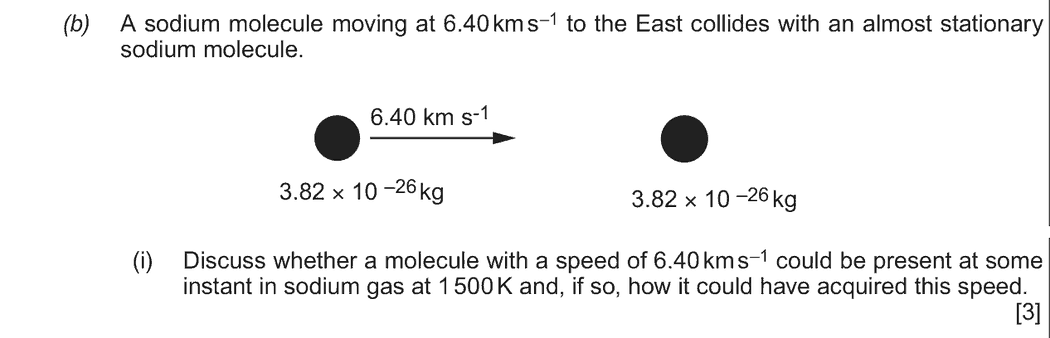 (b) A sodium molecule moving at 6.40 km s⁻¹ to the East collides with an almost stationary
sodium molecule.
6.40 km s⁻¹
3.82 × 10 ⁻²⁶ kg
3.82 × 10 ⁻²⁶ kg
(i) Discuss whether a molecule with a speed of 6.40 km s⁻¹ could be present at some
instant in sodium gas at 1500 K and, if so, how it could have acquired this speed.
[3]